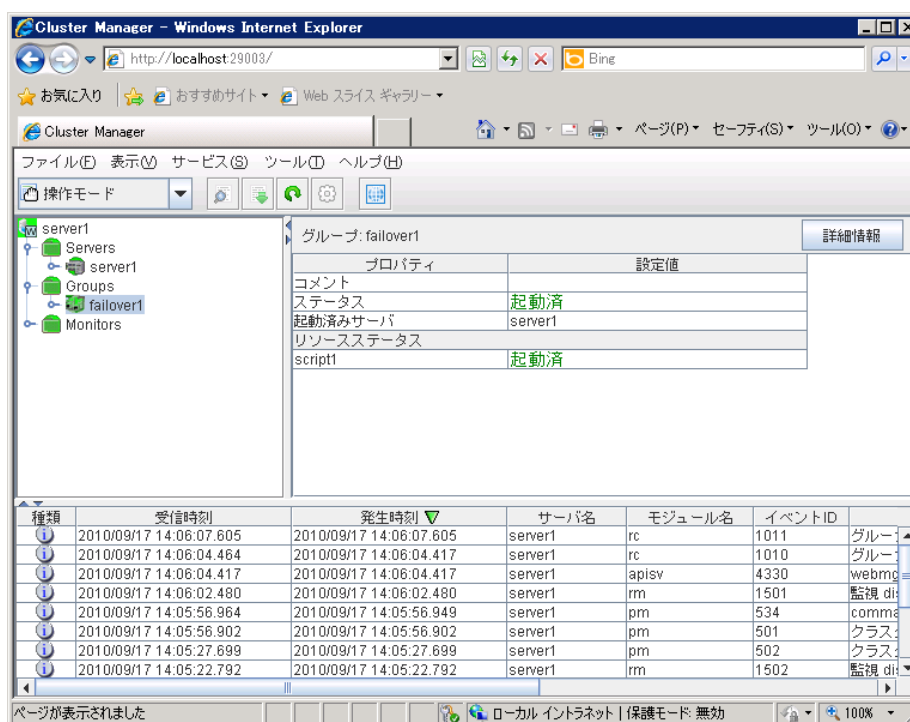 Cluster Manager - Windows Internet Explorer
http://localhost:29003/
Bing
お気に入り おすすめサイト Web スライス ギャラリー
Cluster Manager ページ(P) セーフティ(S) ツール(O)
ファイル(F) 表示(V) サービス(S) ツール(T) ヘルプ(H)
操作モード
server1
Servers
server1
Groups
failover1
Monitors
グループ: failover1 詳細情報
プロパティ 設定値
コメント
ステータス 起動済
起動済みサーバ server1
リソースステータス
script1 起動済
種類 受信時刻 発生時刻 サーバ名 モジュール名 イベントID
2010/09/17 14:06:07.605 2010/09/17 14:06:07.605 server1 rc 1011 グルー
2010/09/17 14:06:04.464 2010/09/17 14:06:04.417 server1 rc 1010 グルー
2010/09/17 14:06:04.417 2010/09/17 14:06:04.417 server1 apisv 4330 webmg
2010/09/17 14:06:02.480 2010/09/17 14:06:02.480 server1 rm 1501 監視 di
2010/09/17 14:05:56.964 2010/09/17 14:05:56.949 server1 pm 534 comma
2010/09/17 14:05:56.902 2010/09/17 14:05:56.902 server1 pm 501 クラス
2010/09/17 14:05:27.699 2010/09/17 14:05:27.699 server1 pm 502 クラス
2010/09/17 14:05:22.792 2010/09/17 14:05:22.792 server1 rm 1502 監視 di
ページが表示されました ローカル イントラネット | 保護モード: 無効 100%